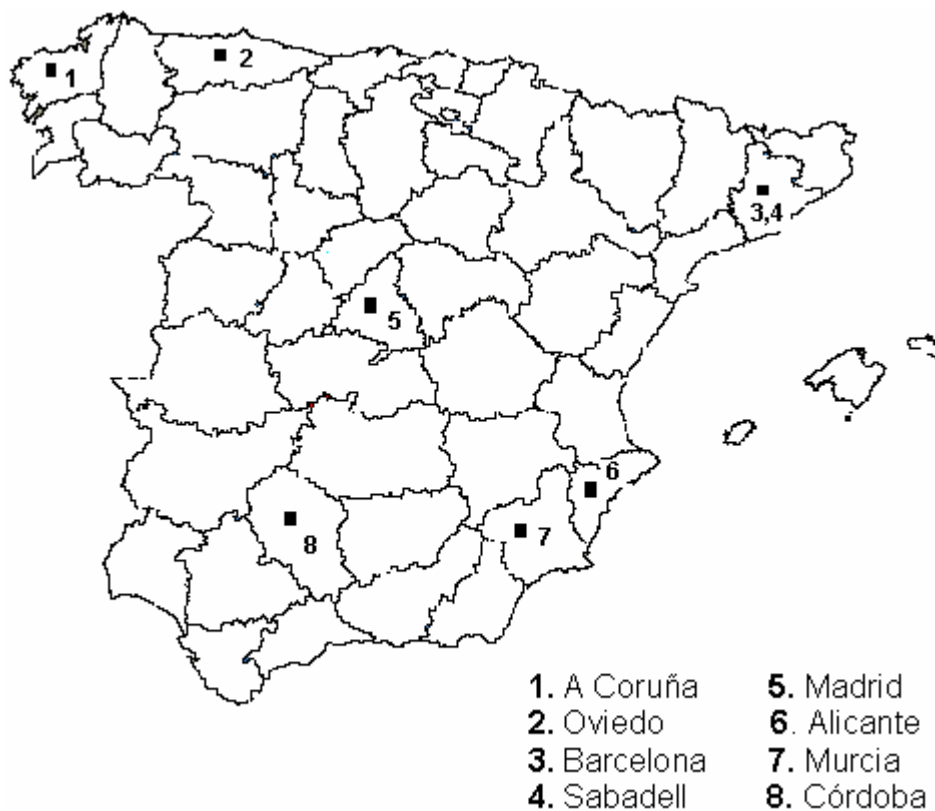 1
2
3,4
5
6
7
8
1. A Coruña
2. Oviedo
3. Barcelona
4. Sabadell
5. Madrid
6. Alicante
7. Murcia
8. Córdoba